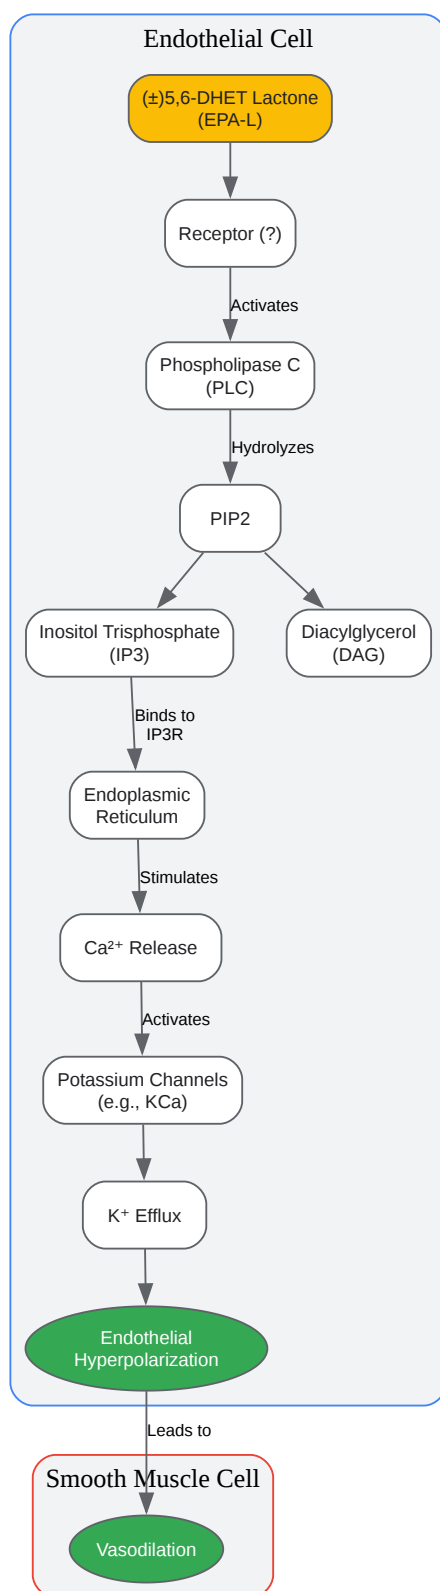 Endothelial Cell
(±)5,6-DHET Lactone
(EPA-L)
Receptor (?)
Activates
Phospholipase C
(PLC)
Hydrolyzes
PIP2
Inositol Trisphosphate
(IP3)
Diacylglycerol
(DAG)
Binds to
IP3R
Endoplasmic
Reticulum
Stimulates
Ca²⁺ Release
Activates
Potassium Channels
(e.g., KCa)
K⁺ Efflux
Endothelial
Hyperpolarization
Leads to
Smooth Muscle Cell
Vasodilation